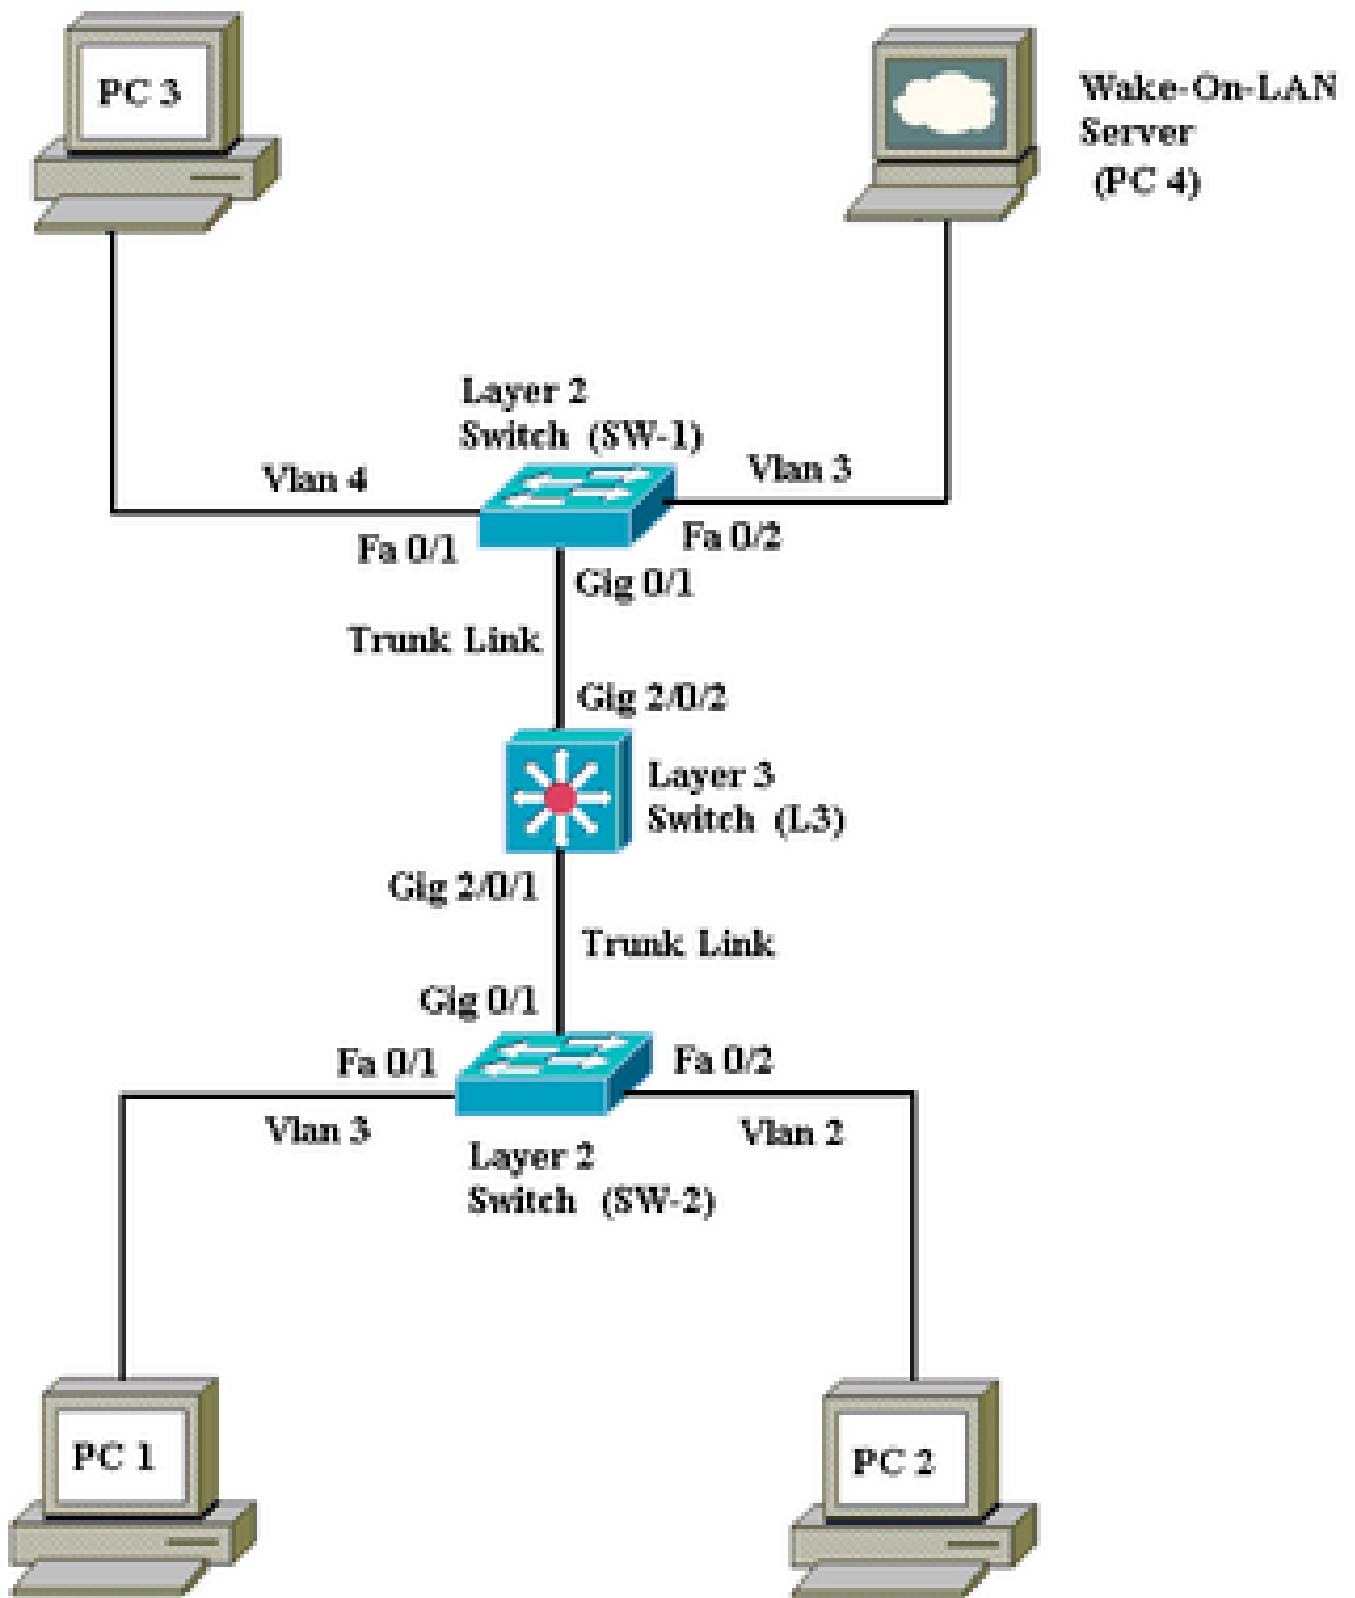 PC 3
Wake-On-LAN
Server
(PC 4)
Layer 2
Switch (SW-1)
Vlan 4
Vlan 3
Fa 0/1
Fa 0/2
Gig 0/1
Trunk Link
Gig 2/0/2
Layer 3
Switch (L3)
Gig 2/0/1
Trunk Link
Gig 0/1
Fa 0/1
Fa 0/2
Vlan 3
Vlan 2
Layer 2
Switch (SW-2)
PC 1
PC 2